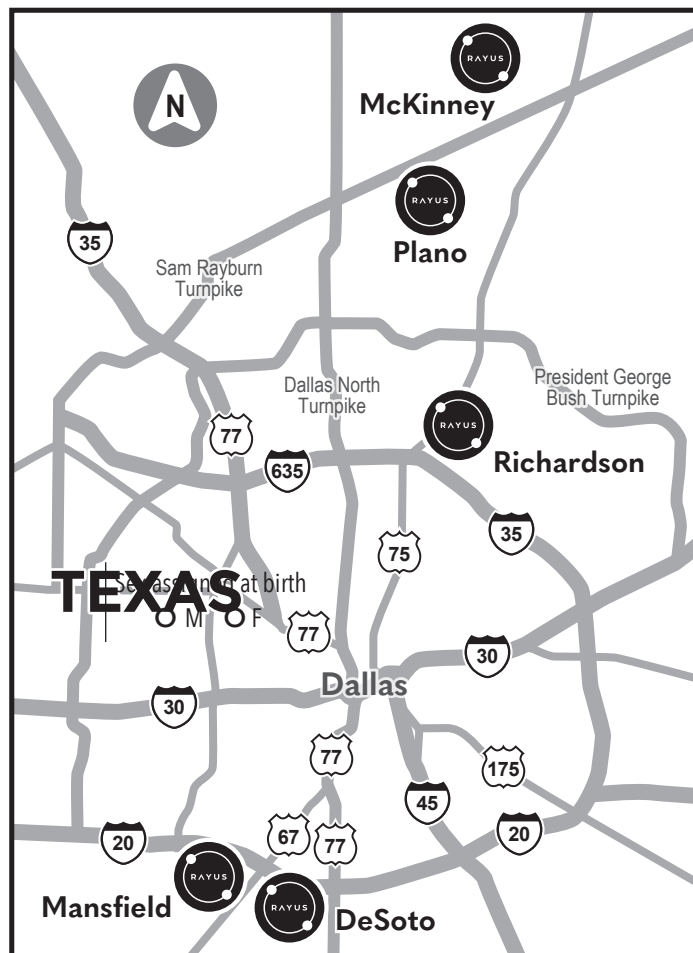 RAYUS
McKinney
N
RAYUS
Plano
35
Sam Rayburn
Turnpike
Dallas North
Turnpike
President George
Bush Turnpike
RAYUS
Richardson
77
635
35
75
TEXAS
Sex assigned at birth
M F
77
30
Dallas
30
77
175
45
20
67
77
20
RAYUS
Mansfield
RAYUS
DeSoto